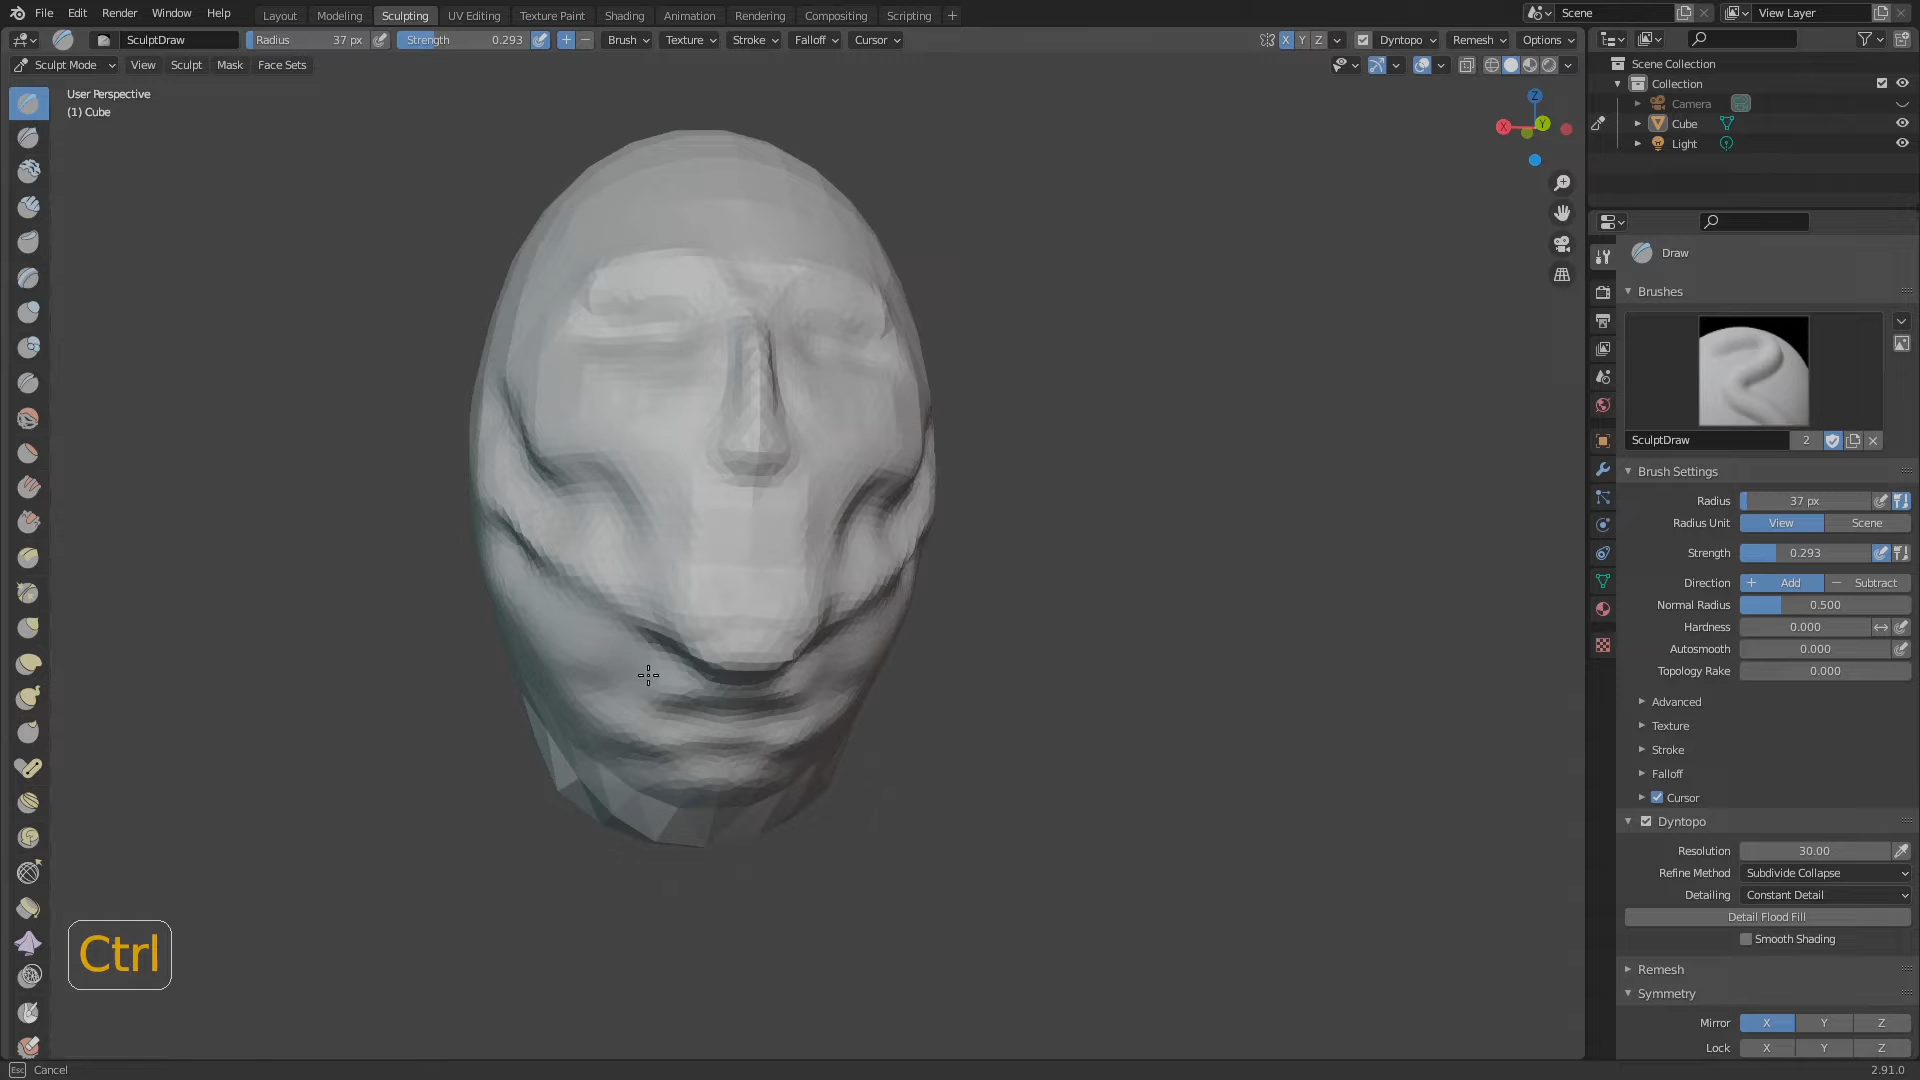 File Edit Render Window Help Layout Modeling Sculpting UV Editing Texture Paint Shading Animation Rendering Compositing Scripting + Scene View Layer
SculptDraw Radius 37 px Strength 0.293 Brush Texture Stroke Falloff Cursor X Y Z Dyntopo Remesh Options
Sculpt Mode View Sculpt Mask Face Sets
User Perspective
(1) Cube
Z
X
Y
Scene Collection
Collection
Camera
Cube
Light
Draw
Brushes
SculptDraw 2
Brush Settings
Radius 37 px
Radius Unit View Scene
Strength 0.293
Direction + Add − Subtract
Normal Radius 0.500
Hardness 0.000
Autosmooth 0.000
Topology Rake 0.000
Advanced
Texture
Stroke
Falloff
Cursor
Dyntopo
Resolution 30.00
Refine Method Subdivide Collapse
Detailing Constant Detail
Detail Flood Fill
Smooth Shading
Remesh
Symmetry
Mirror X Y Z
Lock X Y Z
Ctrl
Esc Cancel 2.91.0